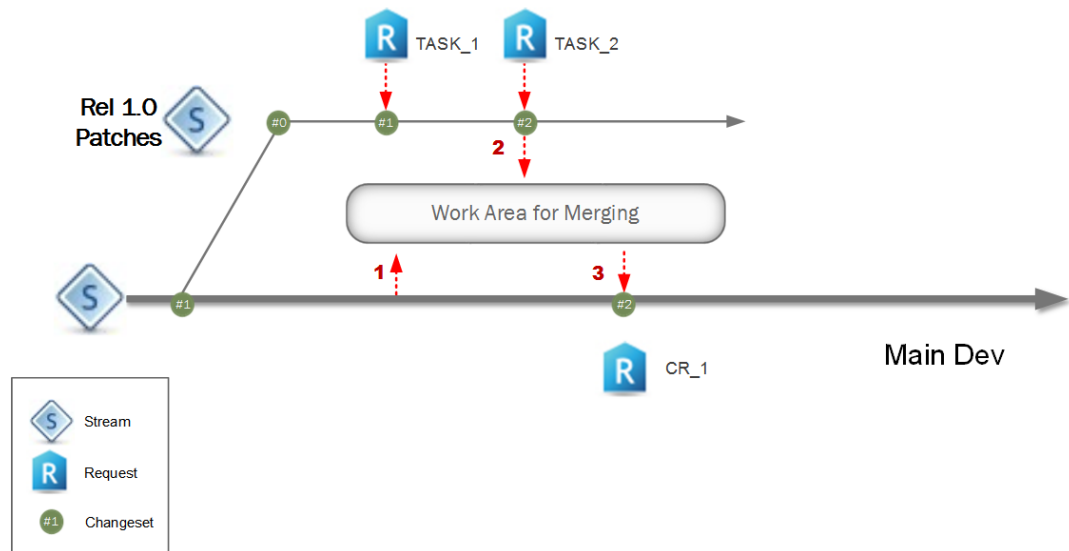 R
TASK_1
R
TASK_2
Rel 1.0
Patches
S
#0
#1
#2
2
Work Area for Merging
1
3
S
#1
#2
Main Dev
R
CR_1
S
Stream
R
Request
#1
Changeset